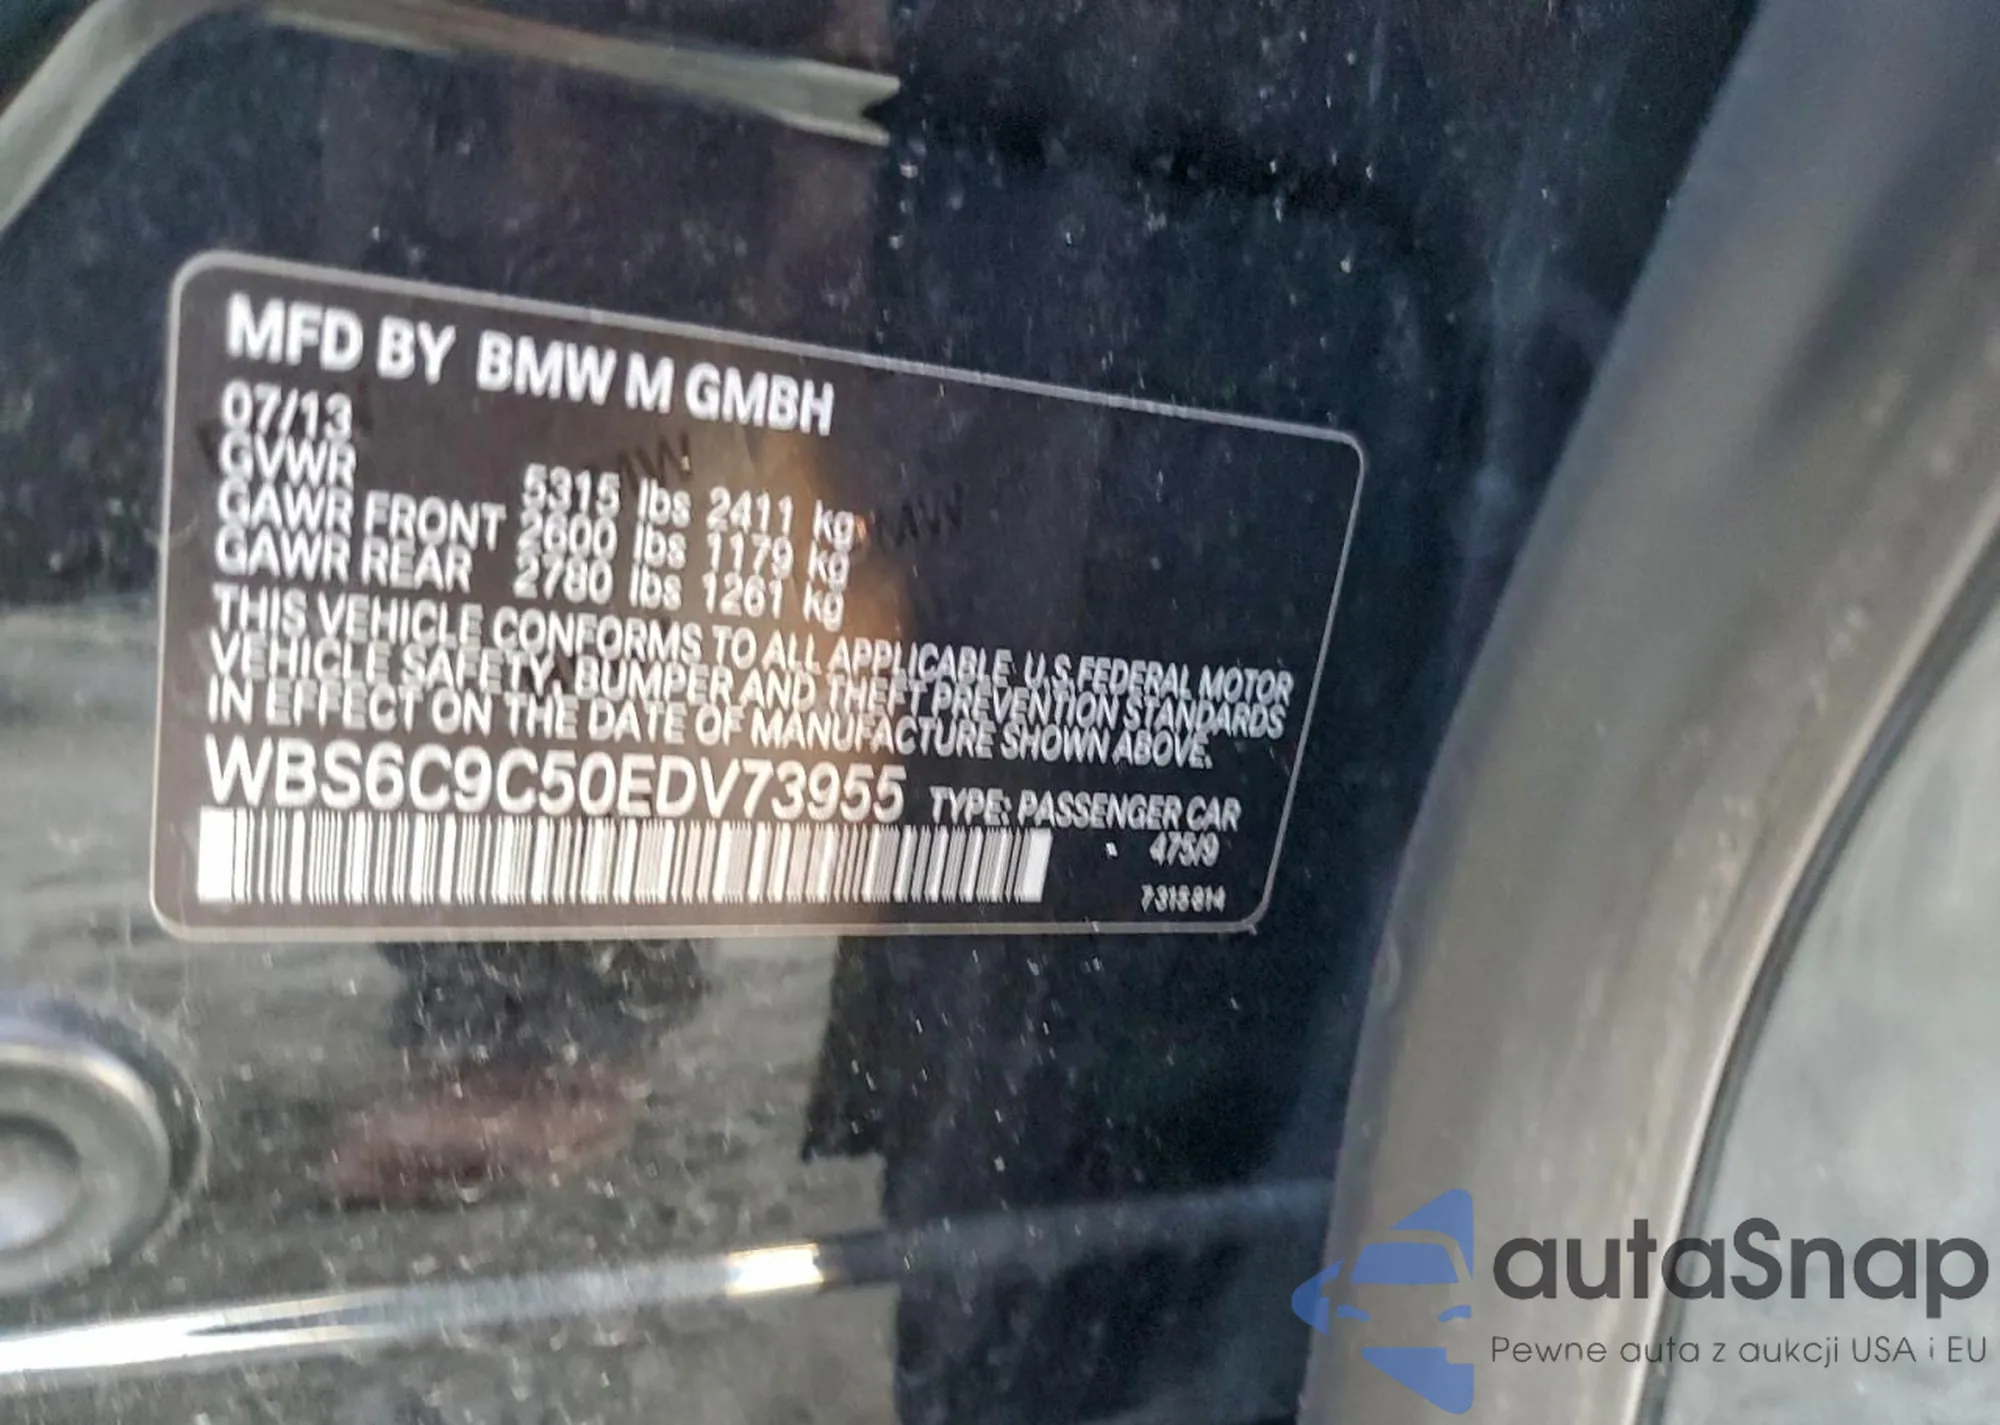 MFD BY BMW M GMBH
07/13
GVWR 5315 lbs 2411 kg
GAWR FRONT 2600 lbs 1179 kg
GAWR REAR 2780 lbs 1261 kg
THIS VEHICLE CONFORMS TO ALL APPLICABLE U.S.FEDERAL MOTOR
VEHICLE SAFETY, BUMPER AND THEFT PREVENTION STANDARDS
IN EFFECT ON THE DATE OF MANUFACTURE SHOWN ABOVE.
WBS6C9C50EDV73955 TYPE: PASSENGER CAR
475/9
autaSnap
Pewne auta z aukcji USA i EU